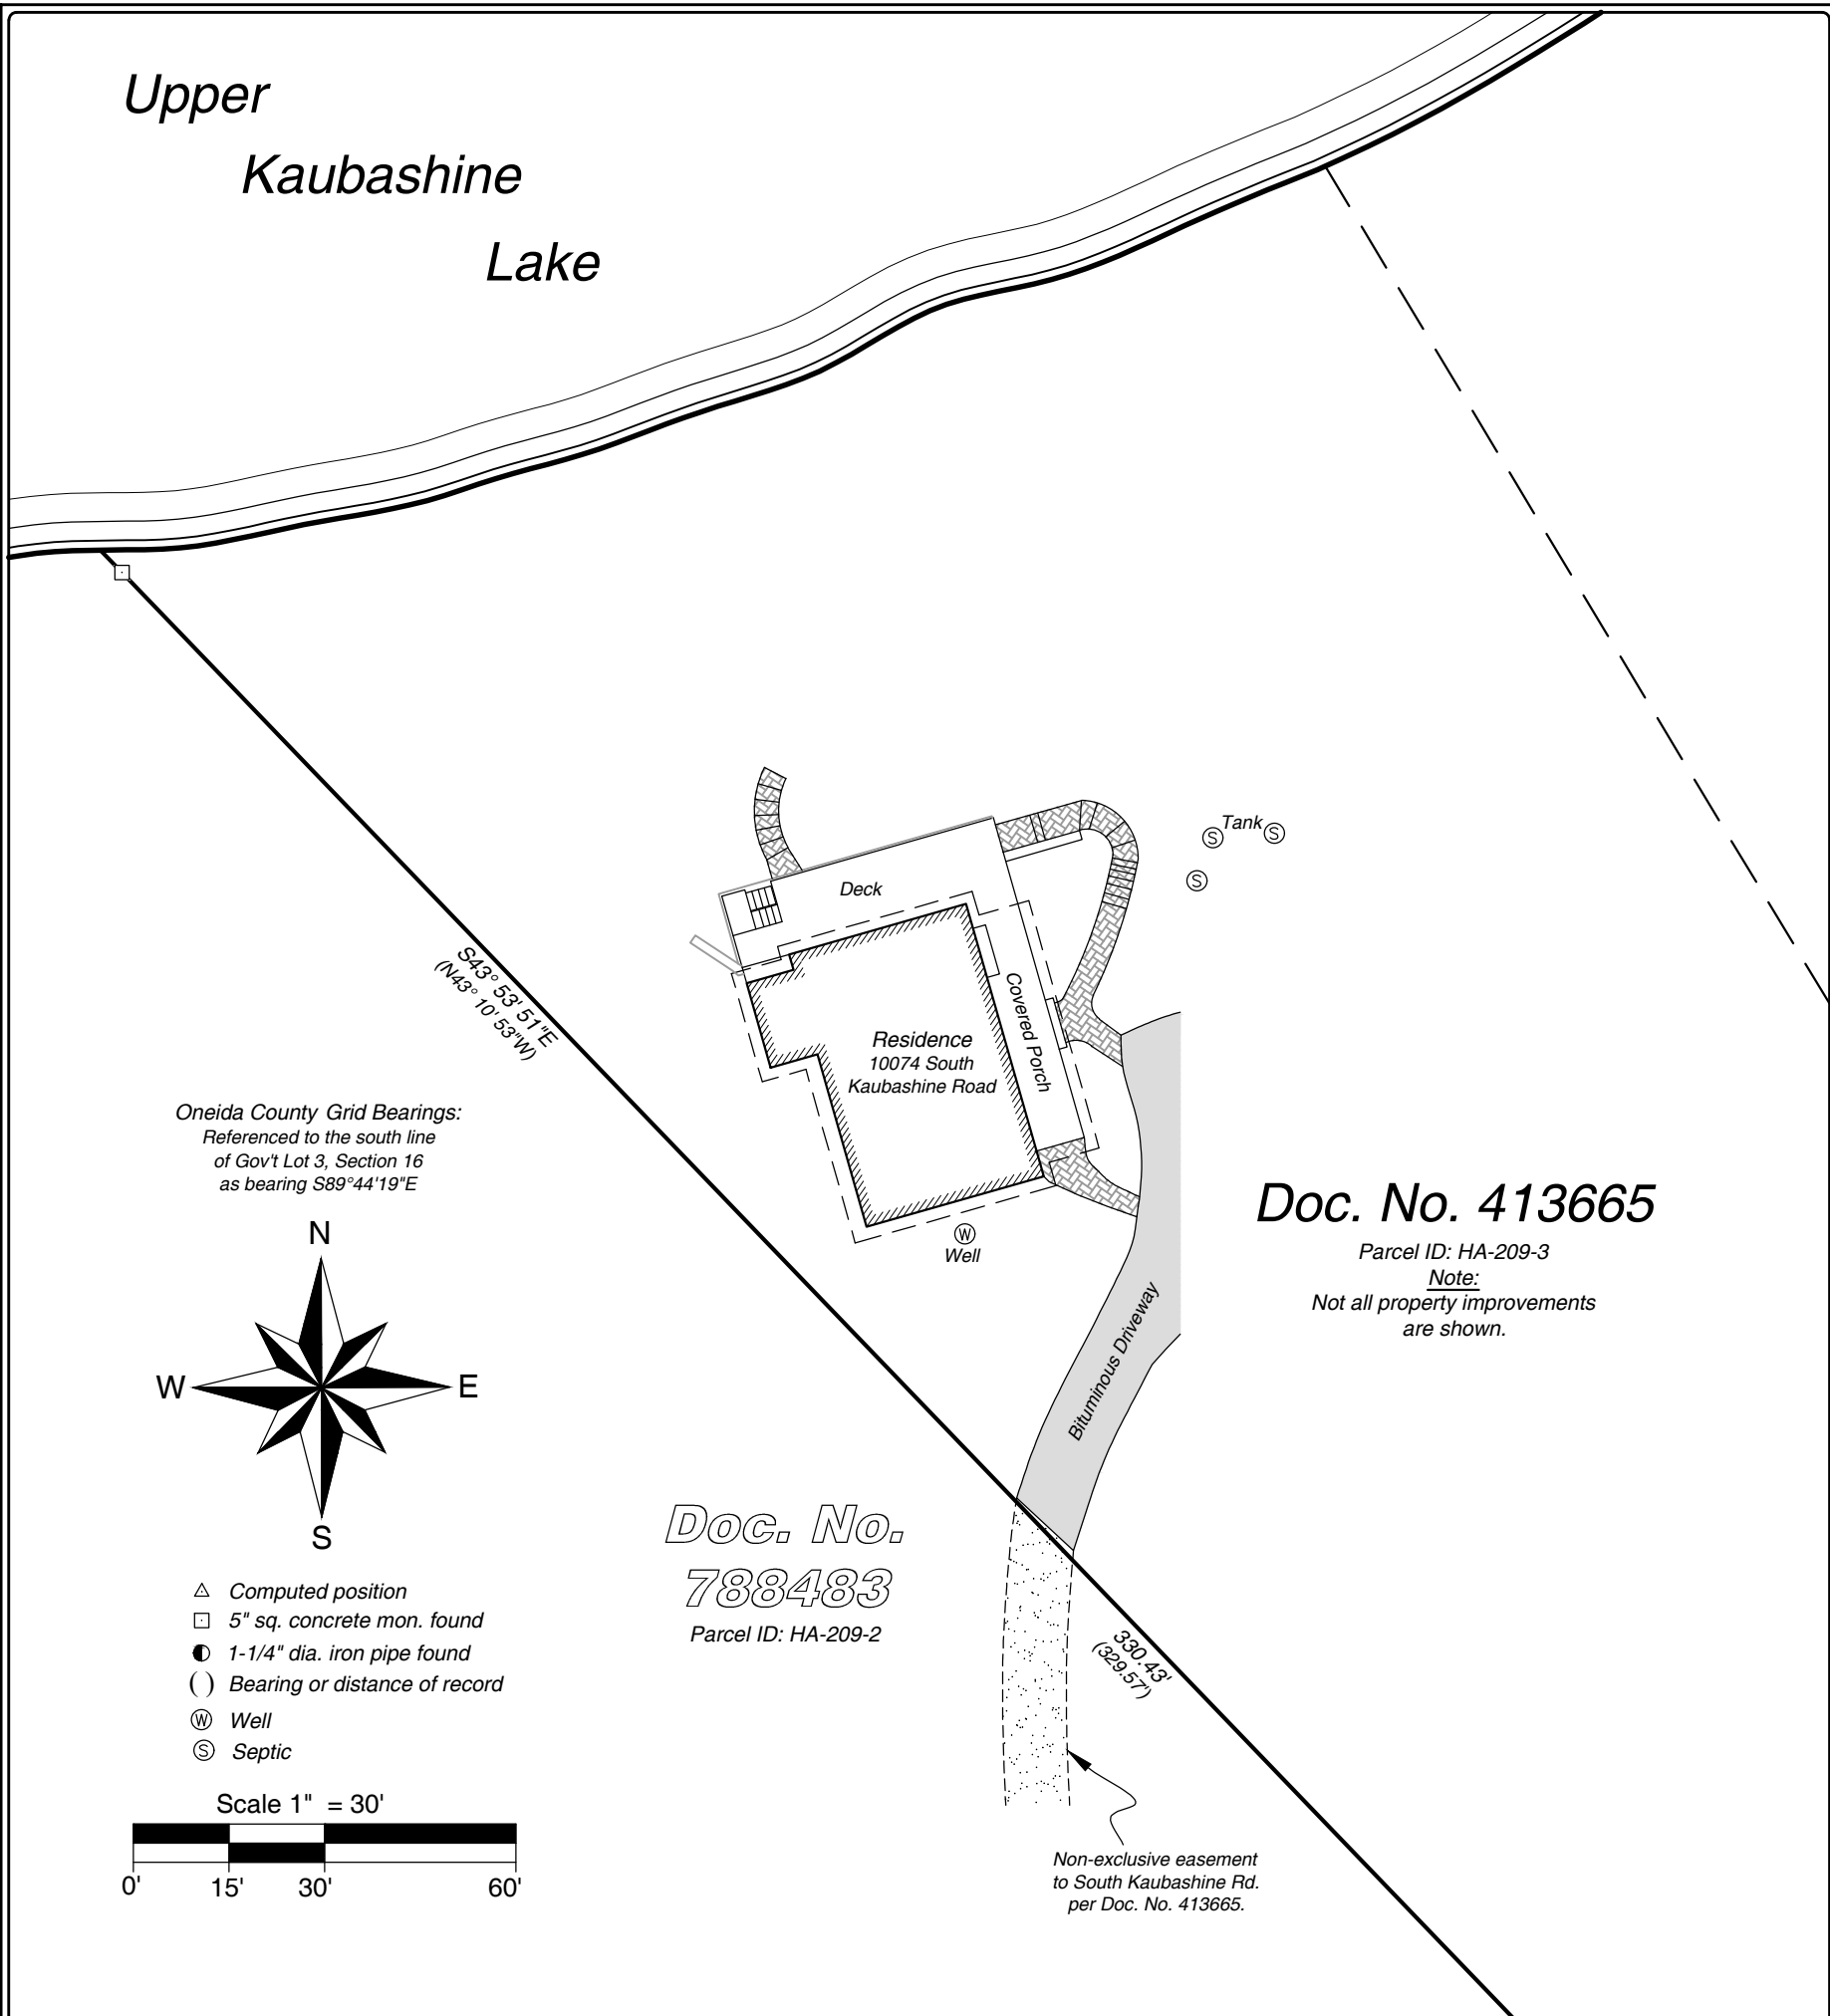 Upper
Kaubashine
Lake
Tank
S
S
S
Deck
Covered Porch
Residence
10074 South
Kaubashine Road
S43° 53' 51"E
(N43° 10' 53"W)
Oneida County Grid Bearings:
Referenced to the south line
of Gov't Lot 3, Section 16
as bearing S89°44'19"E
N
W
E
S
W
Well
Doc. No. 413665
Parcel ID: HA-209-3
Note:
Not all property improvements
are shown.
Bituminous Driveway
Doc. No.
788483
Parcel ID: HA-209-2
Computed position
5" sq. concrete mon. found
1-1/4" dia. iron pipe found
( ) Bearing or distance of record
W Well
S Septic
330.43'
(329.57')
Scale 1" = 30'
0' 15' 30' 60'
Non-exclusive easement
to South Kaubashine Rd.
per Doc. No. 413665.